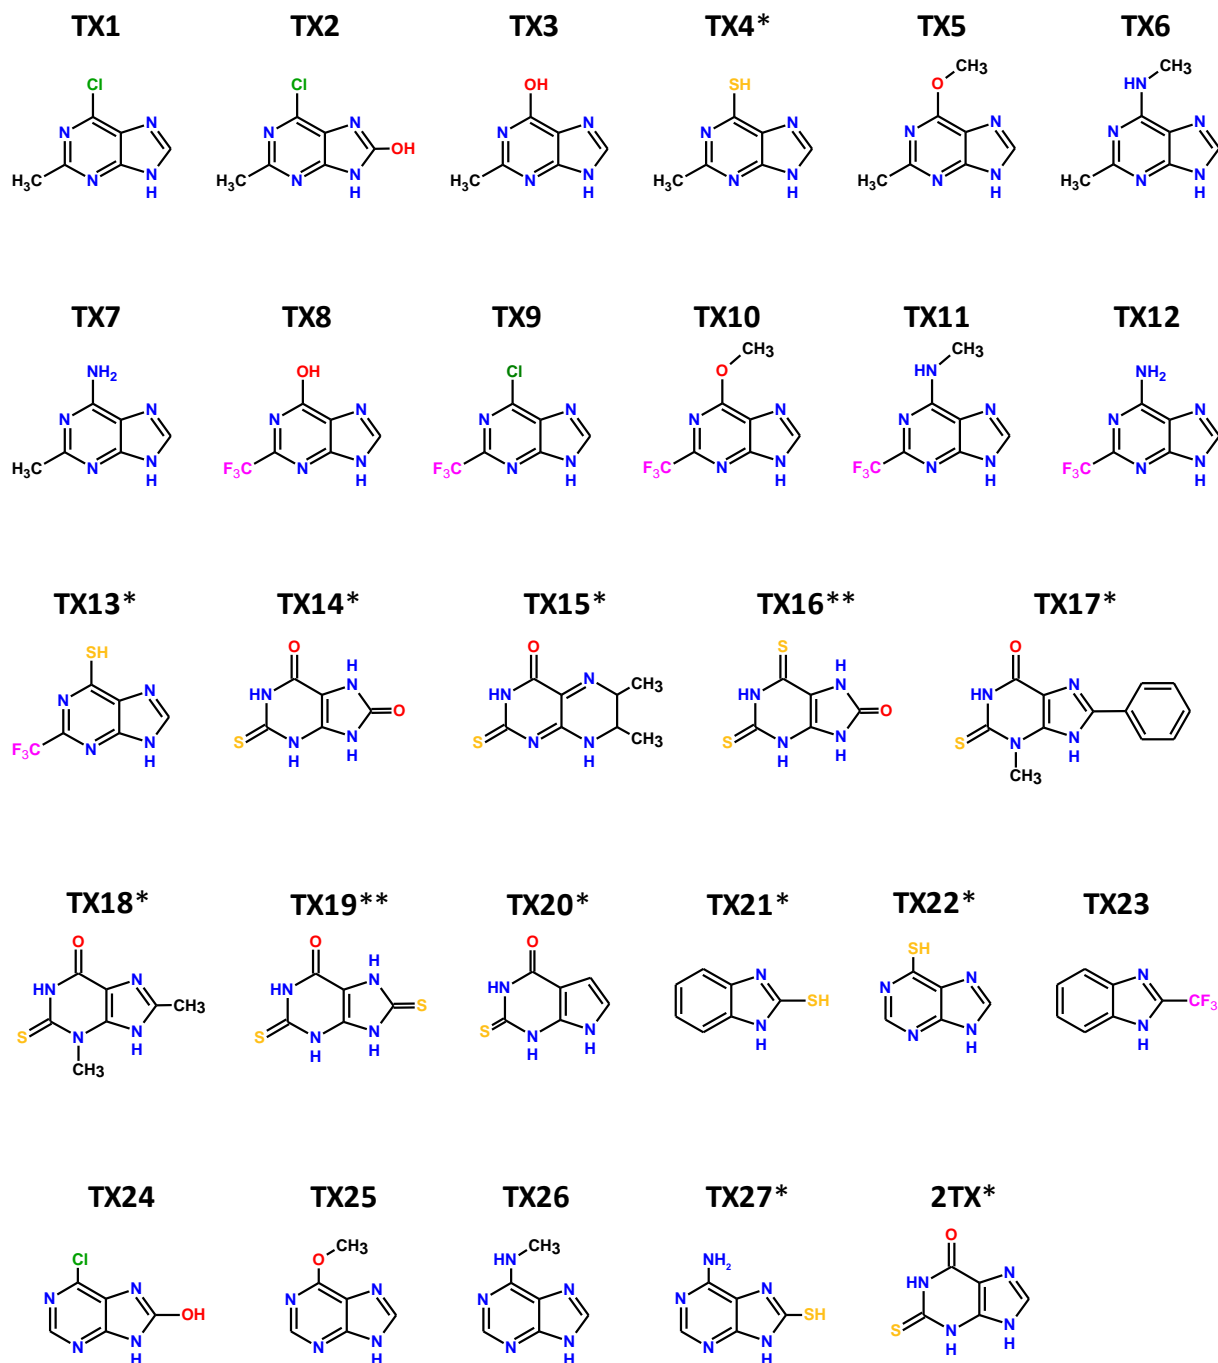 TX1 TX2 TX3 TX4* TX5 TX6
Cl Cl OH SH O CH3 HN CH3
N N N N N N N N N N N N
OH
H3C N N H H3C N N H H3C N N H H3C N N H H3C N N H H3C N N H
TX7 TX8 TX9 TX10 TX11 TX12
NH2 OH Cl O CH3 HN CH3 NH2
N N N N N N N N N N N N
H3C N N H F3C N N H F3C N N H F3C N N H F3C N N H F3C N N H
TX13* TX14* TX15* TX16** TX17*
SH O O S O
N N HN N H HN N CH3 HN N H HN N
O O
F3C N N H S N H N H S N N H CH3 S N H N H S N N H
CH3
TX18* TX19** TX20* TX21* TX22* TX23
O O O SH
HN N HN N H HN N N N N
CH3 S SH CF3
S N N H S N H N H S N H N H N H N N H N H
CH3
TX24 TX25 TX26 TX27* 2TX*
Cl O CH3 HN CH3 NH2 O
N N N N N N N N HN N
OH SH
N N H N N H N N H N N H S N H N H